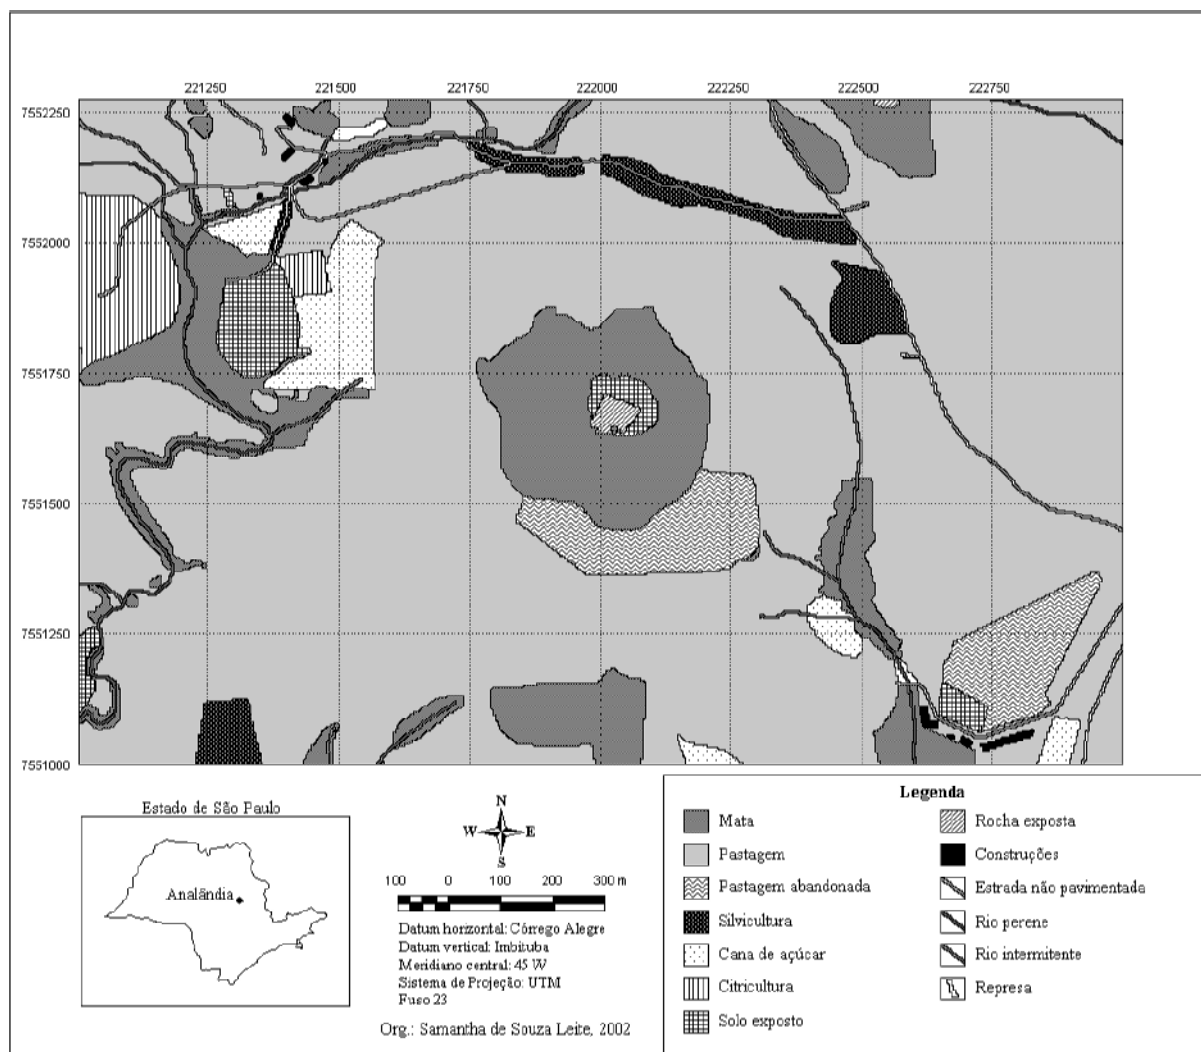 221250 221500 221750 222000 222250 222500 222750
7552250
7552000
7551750
7551500
7551250
7551000
Estado de São Paulo
Analândia
N
W E
S
100 0 100 200 300 m
Datum horizontal: Córrego Alegre
Datum vertical: Imbituba
Meridiano central: 45 W
Sistema de Projeção: UTM
Fuso 23
Org.: Samantha de Souza Leite, 2002
Legenda
Mata
Pastagem
Pastagem abandonada
Silvicultura
Cana de açúcar
Citricultura
Solo exposto
Rocha exposta
Construções
Estrada não pavimentada
Rio perene
Rio intermitente
Represa